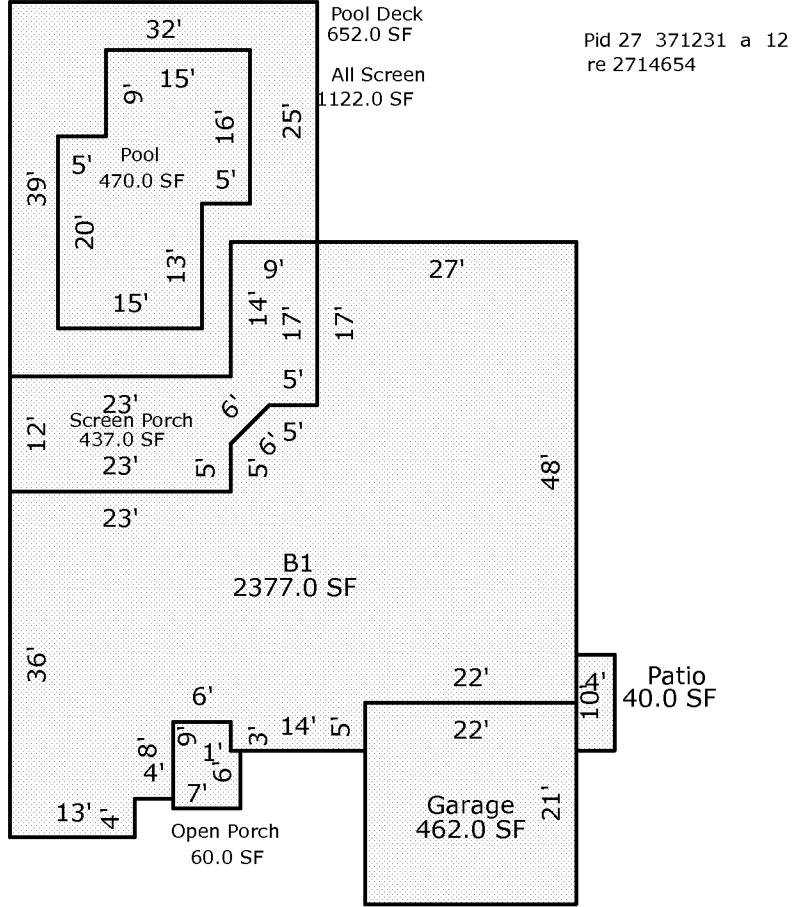 Pool Deck
652.0 SF
32'
Pid 27 371231 a 12
re 2714654
15'
All Screen
1122.0 SF
9'
16'
25'
Pool
470.0 SF
5'
5'
39'
20'
13'
15'
9'
27'
14'
17'
17'
5'
23'
6'
Screen Porch
437.0 SF
12'
5'
6'
23'
5'
5'
48'
23'
B1
2377.0 SF
36'
6'
22'
4'
10'
Patio
40.0 SF
9'
3'
14'
5'
22'
8'
1'
4'
6'
7'
13'
4'
Garage
462.0 SF
21'
Open Porch
60.0 SF